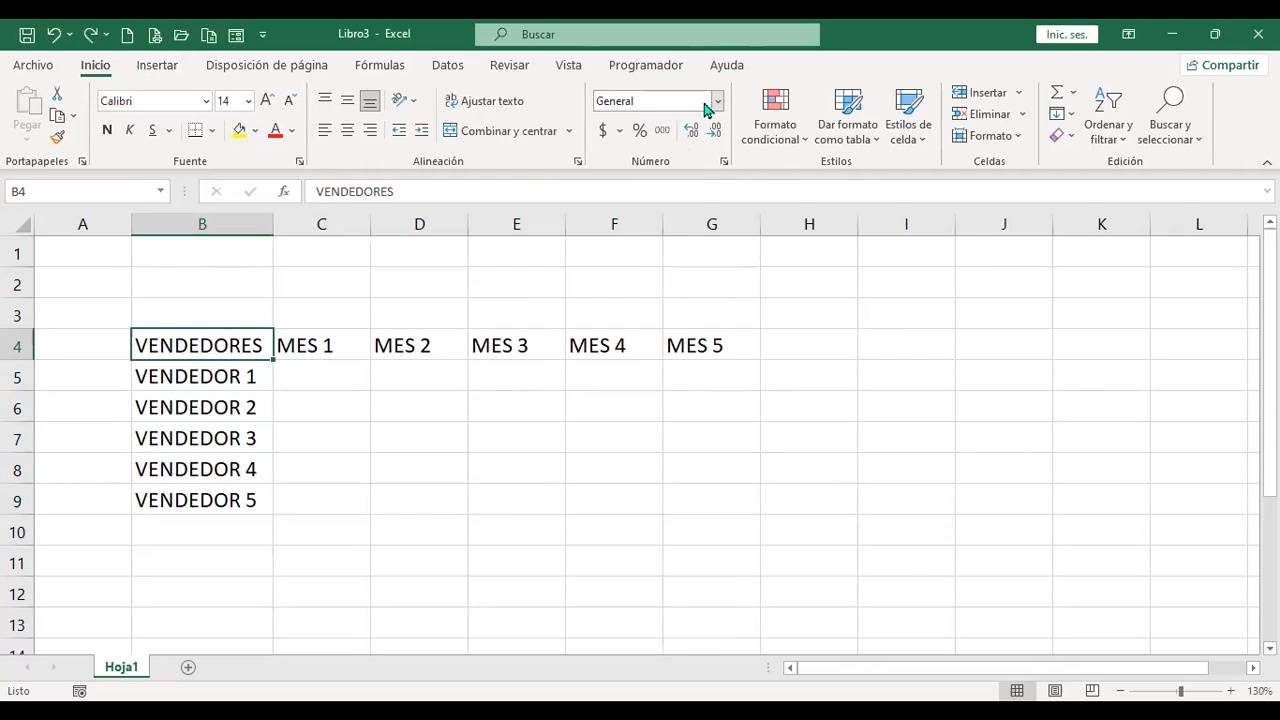 Libro3 - Excel
Buscar
Inic. ses.
Archivo Inicio Insertar Disposición de página Fórmulas Datos Revisar Vista Programador Ayuda Compartir
Pegar
Portapapeles
Calibri 14
N K S A
Fuente
Ajustar texto
Combinar y centrar
Alineación
General
$ % 000
Número
Formato condicional
Dar formato como tabla
Estilos de celda
Estilos
Insertar
Eliminar
Formato
Celdas
Ordenar y filtrar
Buscar y seleccionar
Edición
B4 fx VENDEDORES
A B C D E F G H I J K L
1
2
3
4 VENDEDORES MES 1 MES 2 MES 3 MES 4 MES 5
5 VENDEDOR 1
6 VENDEDOR 2
7 VENDEDOR 3
8 VENDEDOR 4
9 VENDEDOR 5
10
11
12
13
14
Hoja1
Listo 130%